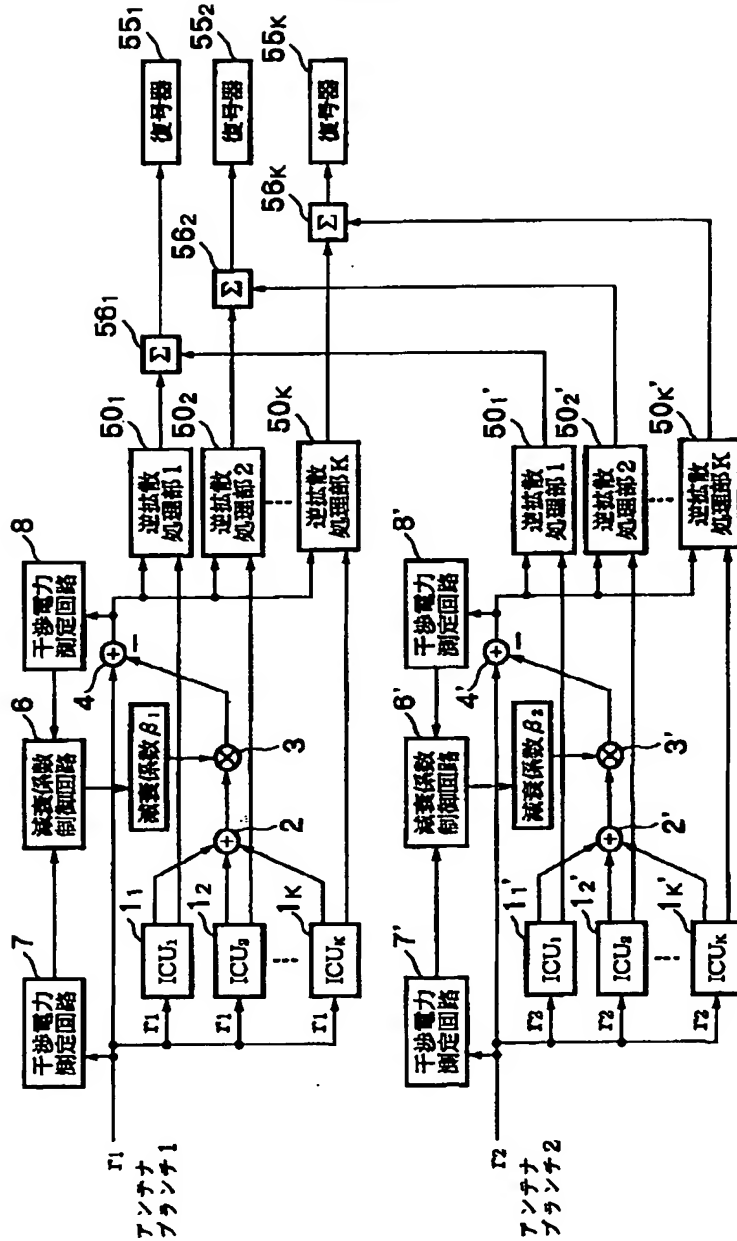 アンテナ
ブランチ1
r1
7
干渉電力
測定回路
6
減衰係数
制御回路
8
干渉電力
測定回路
減衰係数β1
4
+
−
3
⊗
2
+
r1
11
ICU1
r1
12
ICU2
r1
1K
ICUK
501
逆拡散
処理部1
502
逆拡散
処理部2
50K
逆拡散
処理部K
561
Σ
562
Σ
56K
Σ
551
復号器
552
復号器
55K
復号器
アンテナ
ブランチ2
r2
7'
干渉電力
測定回路
6'
減衰係数
制御回路
8'
干渉電力
測定回路
減衰係数β2
4'
+
−
3'
⊗
2'
+
r2
11'
ICU1
r2
12'
ICU2
r2
1K'
ICUK
501'
逆拡散
処理部1
502'
逆拡散
処理部2
50K'
逆拡散
処理部K